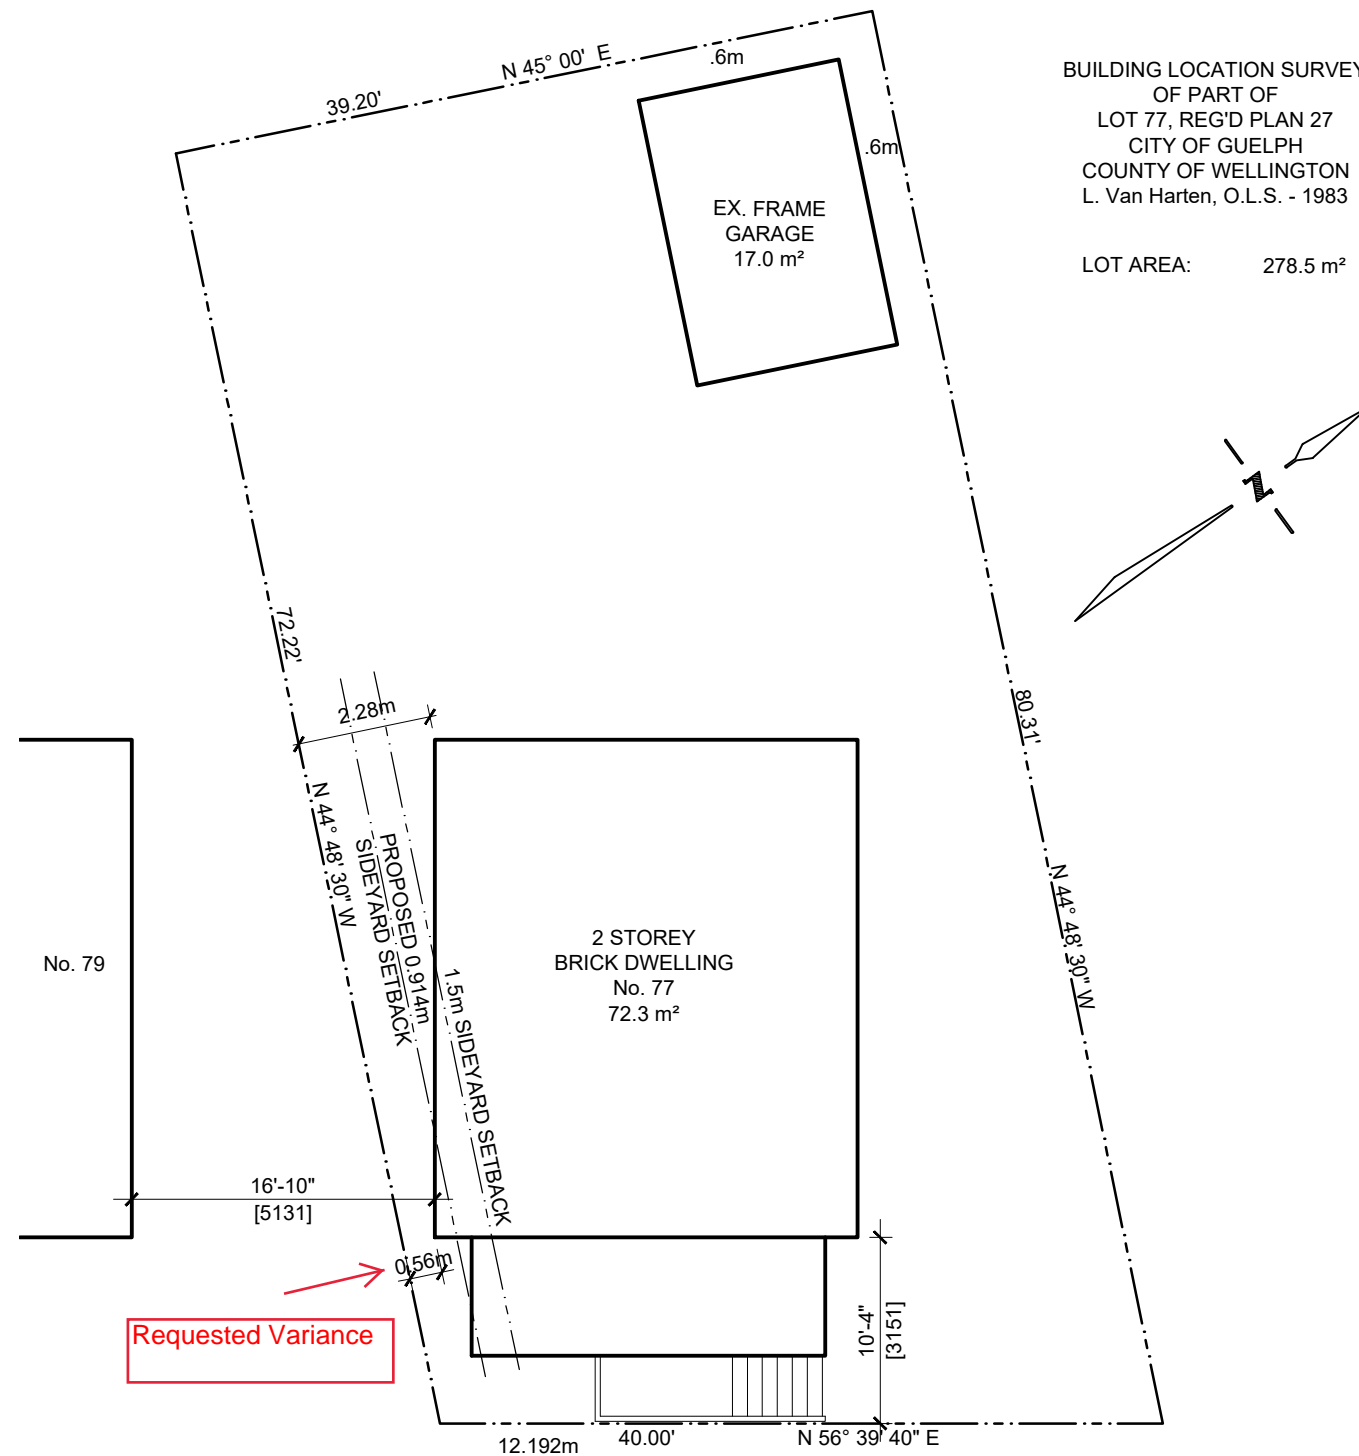 N 45° 00' E
.6m
39.20'
BUILDING LOCATION SURVEY
OF PART OF
LOT 77, REG'D PLAN 27
CITY OF GUELPH
COUNTY OF WELLINGTON
L. Van Harten, O.L.S. - 1983
.6m
EX. FRAME
GARAGE
17.0 m²
LOT AREA: 278.5 m²
N
72.22'
2.28m
80.31'
N 44° 48' 30" W
PROPOSED 0.914m
SIDEYARD SETBACK
1.5m SIDEYARD SETBACK
N 44° 48' 30" W
No. 79
2 STOREY
BRICK DWELLING
No. 77
72.3 m²
16'-10"
[5131]
0.56m
Requested Variance
10'-4"
[3151]
12.192m
40.00'
N 56° 39' 40" E